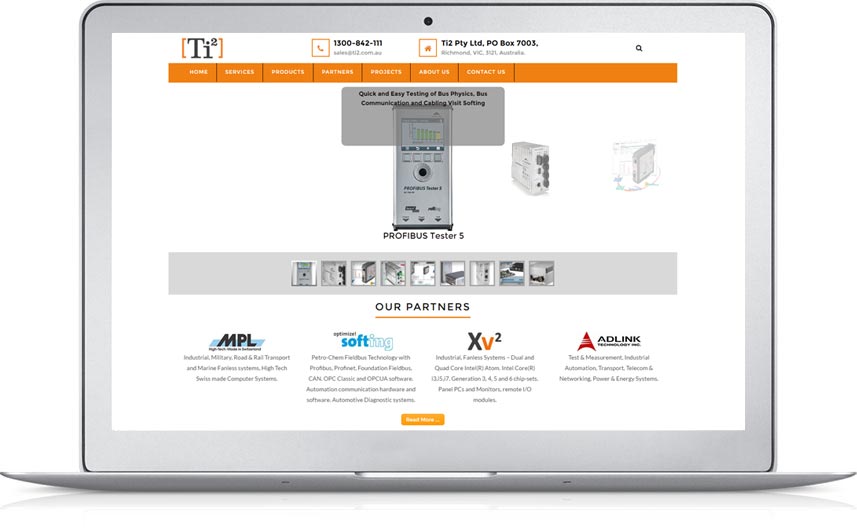 [Ti²]
1300-842-111
sales@ti2.com.au
Ti2 Pty Ltd, PO Box 7003,
Richmond, VIC, 3121, Australia.
HOME SERVICES PRODUCTS PARTNERS PROJECTS ABOUT US CONTACT US
Quick and Easy Testing of Bus Physics, Bus
Communication and Cabling Visit Softing
PROFIBUS Tester 5
PROFIBUS Tester 5
OUR PARTNERS
MPL
High-Tech Made in Switzerland
Industrial, Military, Road & Rail Transport
and Marine Fanless systems. High Tech
Swiss made Computer Systems.
optimize!
softing
Petro-Chem Fieldbus Technology with
Profibus, Profinet, Foundation Fieldbus,
CAN, OPC Classic and OPCUA software.
Automation communication hardware and
software, Automotive Diagnostic systems.
Xv²
Industrial, Fanless Systems – Dual and
Quad Core Intel(R) Atom. Intel Core(R)
i3,i5,i7. Generation 3, 4, 5 and 6 chip-sets.
Panel PCs and Monitors, remote I/O
modules.
ADLINK
TECHNOLOGY INC.
Test & Measurement; Industrial
Automation, Transport, Telecom &
Networking, Power & Energy Systems.
Read More ...